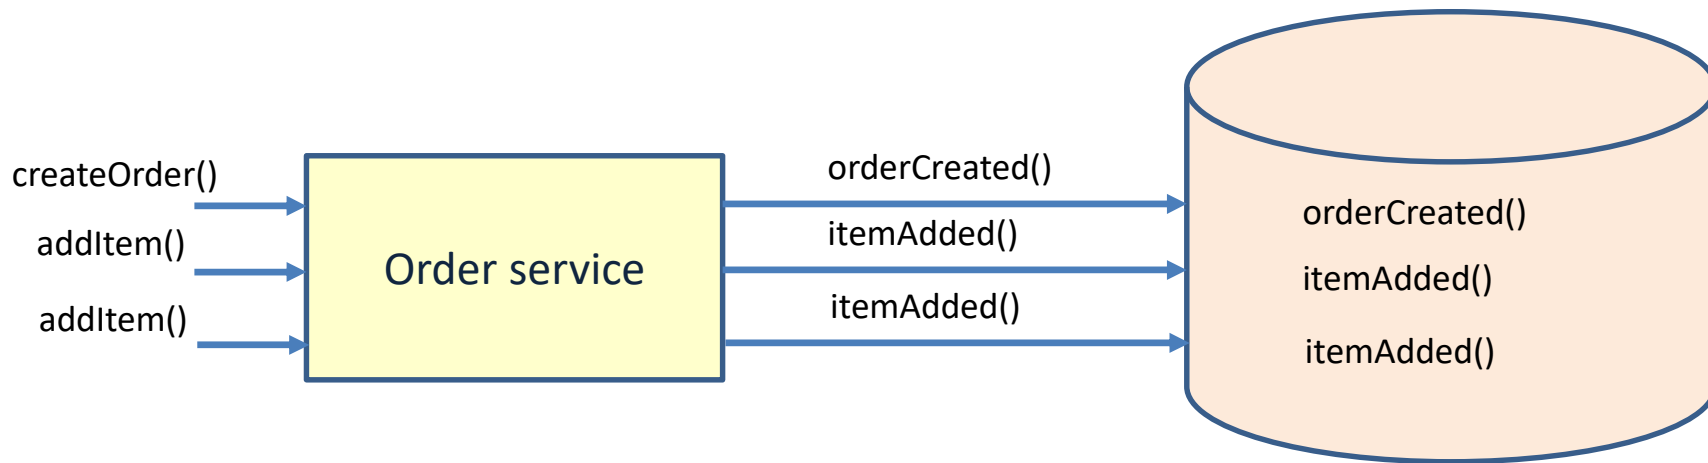 createOrder()
addItem()
addItem()
Order service
orderCreated()
itemAdded()
itemAdded()
orderCreated()
itemAdded()
itemAdded()